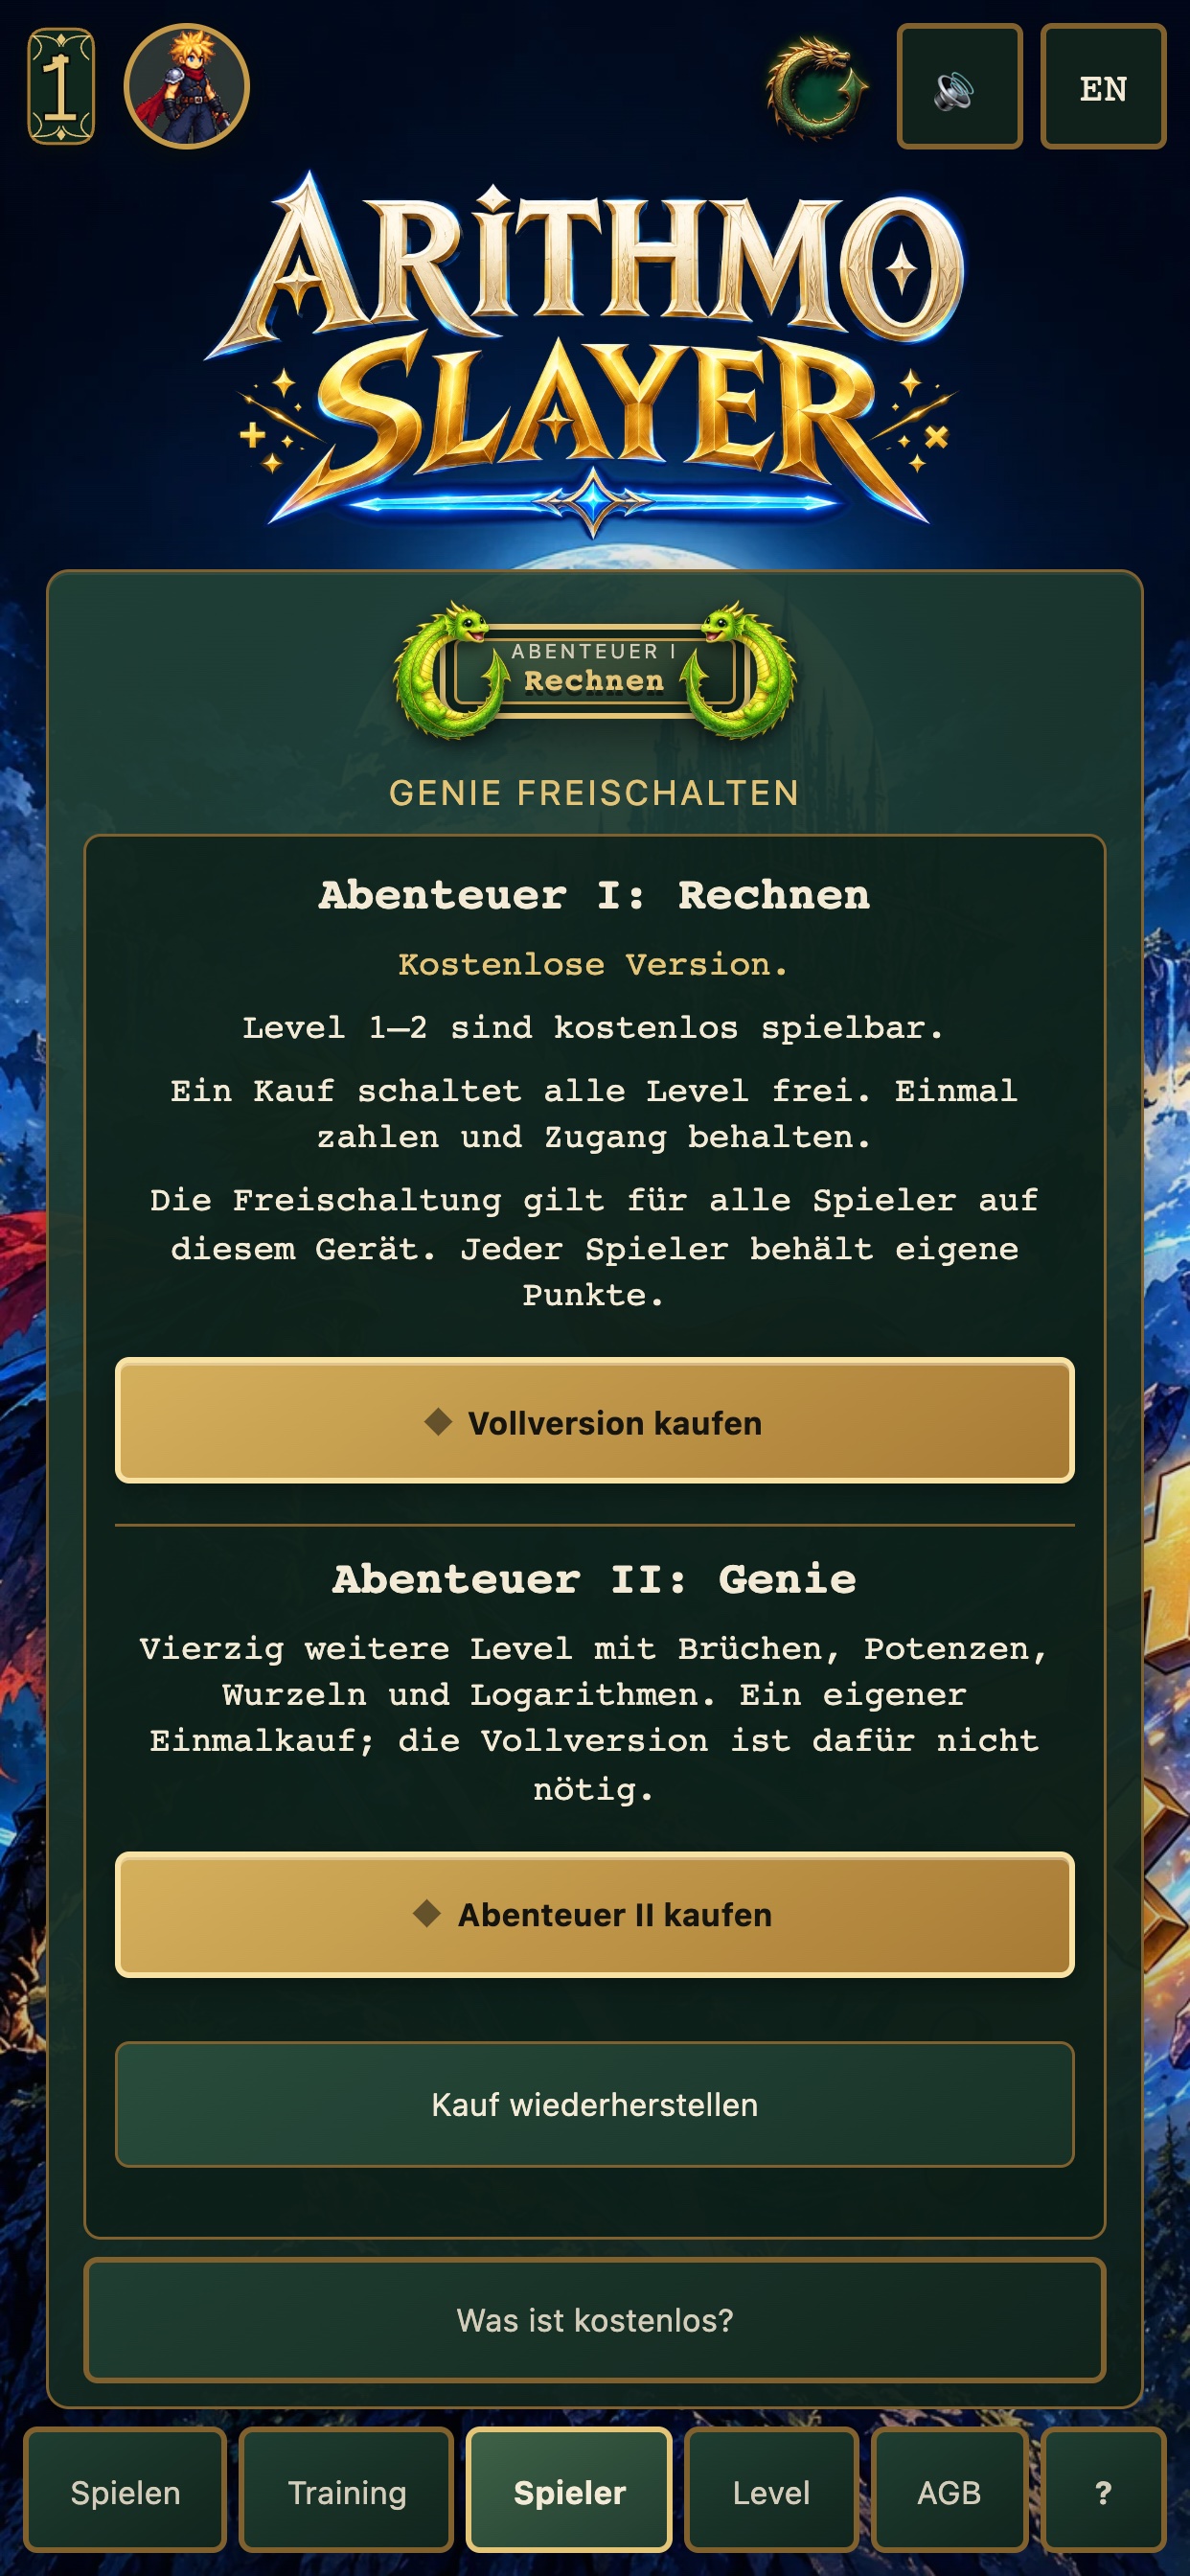 1
EN
ARiTHMO
SLAYER
ABENTEUER I
Rechnen
GENIE FREISCHALTEN
Abenteuer I: Rechnen
Kostenlose Version.
Level 1–2 sind kostenlos spielbar.
Ein Kauf schaltet alle Level frei. Einmal
zahlen und Zugang behalten.
Die Freischaltung gilt für alle Spieler auf
diesem Gerät. Jeder Spieler behält eigene
Punkte.
◆ Vollversion kaufen
Abenteuer II: Genie
Vierzig weitere Level mit Brüchen, Potenzen,
Wurzeln und Logarithmen. Ein eigener
Einmalkauf; die Vollversion ist dafür nicht
nötig.
◆ Abenteuer II kaufen
Kauf wiederherstellen
Was ist kostenlos?
Spielen
Training
Spieler
Level
AGB
?